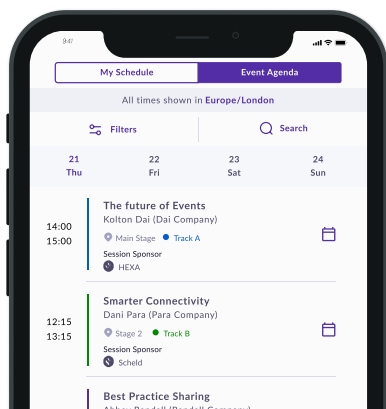 9:47
My Schedule
Event Agenda
All times shown in Europe/London
Filters
Search
21
Thu
22
Fri
23
Sat
24
Sun
14:00
15:00
The future of Events
Kolton Dai (Dai Company)
Main Stage
Track A
Session Sponsor
HEXA
12:15
13:15
Smarter Connectivity
Dani Para (Para Company)
Stage 2
Track B
Session Sponsor
Scheld
Best Practice Sharing